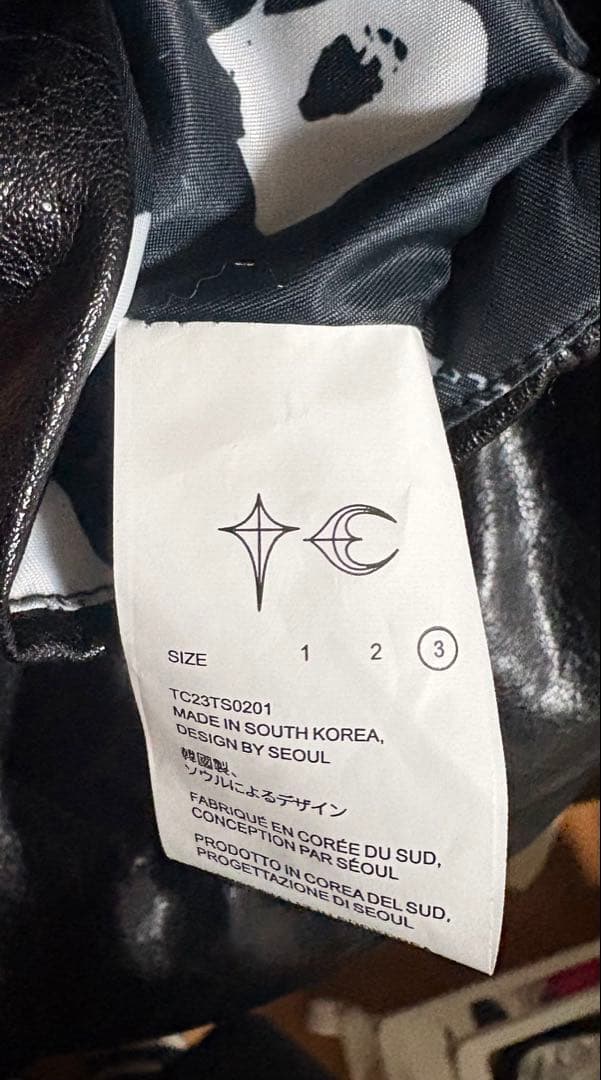 SIZE 1 2 3
TC23TS0201
MADE IN SOUTH KOREA,
DESIGN BY SEOUL
韓國製、
ソウルによるデザイン
FABRIQUÉ EN CORÉE DU SUD,
CONCEPTION PAR SÉOUL
PRODOTTO IN COREA DEL SUD,
PROGETTAZIONE DI SEOUL